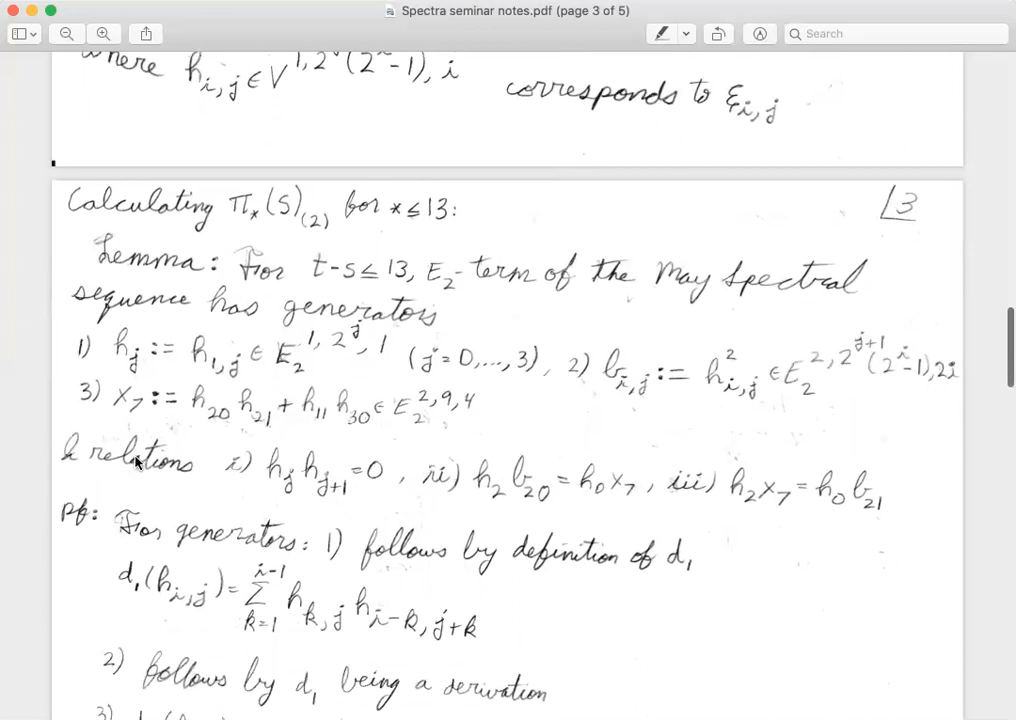 Spectra seminar notes.pdf (page 3 of 5)
Search
where h_{i,j} ∈ V^{1,2^j(2^i-1),i} corresponds to ξ_{i,j}
Calculating π_*(S)_{(2)} for * ≤ 13: 3
Lemma: For t-s ≤ 13, E_2-term of the May Spectral
sequence has generators
1) h_j := h_{1,j} ∈ E_2^{1,2^j,1} (j=0,...,3), 2) b_{i,j} := h_{i,j}^2 ∈ E_2^{2,2^{j+1}(2^i-1),2i}
3) x_7 := h_{20}h_{21} + h_{11}h_{30} ∈ E_2^{2,9,4}
& relations i) h_j h_{j+1} = 0, ii) h_2 b_{20} = h_0 x_7, iii) h_2 x_7 = h_0 b_{21}
Pf: For generators: 1) follows by definition of d_1
d_1(h_{i,j}) = Σ_{k=1}^{i-1} h_{k,j} h_{i-k,j+k}
2) follows by d_1 being a derivation
3)